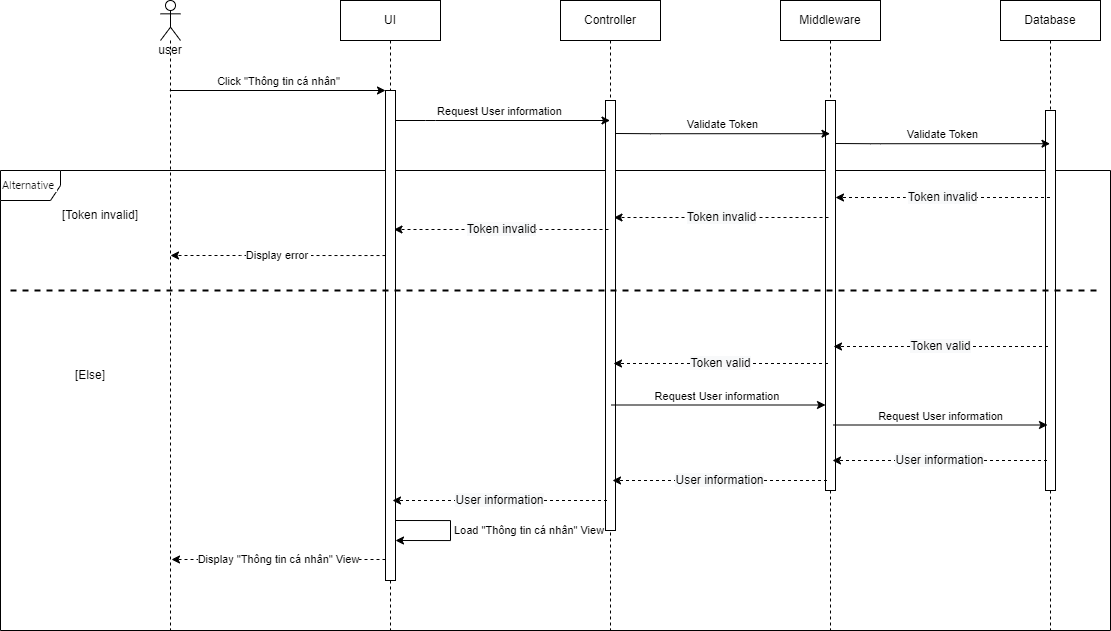 UI
Controller
Middleware
Database
user
Click "Thông tin cá nhân"
Request User information
Validate Token
Validate Token
Alternative
[Token invalid]
Token invalid
Token invalid
Token invalid
Display error
[Else]
Token valid
Token valid
Request User information
Request User information
User information
User information
User information
Load "Thông tin cá nhân" View
Display "Thông tin cá nhân" View